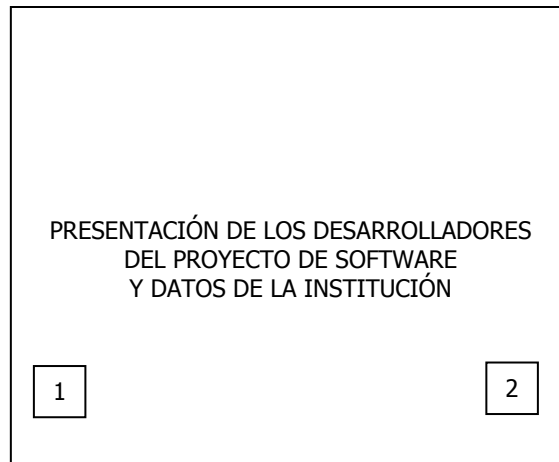 PRESENTACIÓN DE LOS DESARROLLADORES
DEL PROYECTO DE SOFTWARE
Y DATOS DE LA INSTITUCIÓN
1
2